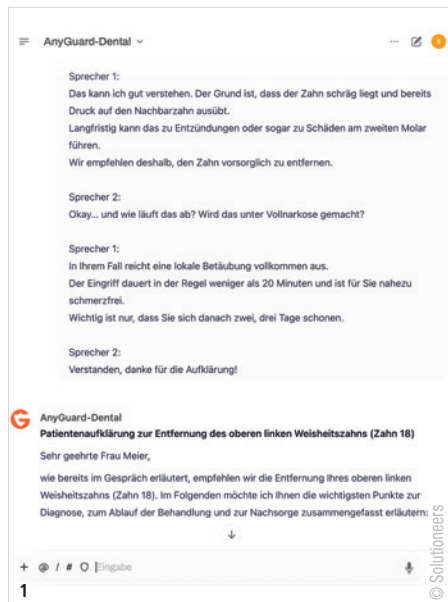 AnyGuard-Dental
S
Sprecher 1:
Das kann ich gut verstehen. Der Grund ist, dass der Zahn schräg liegt und bereits
Druck auf den Nachbarzahn ausübt.
Langfristig kann das zu Entzündungen oder sogar zu Schäden am zweiten Molar
führen.
Wir empfehlen deshalb, den Zahn vorsorglich zu entfernen.
Sprecher 2:
Okay... und wie läuft das ab? Wird das unter Vollnarkose gemacht?
Sprecher 1:
In Ihrem Fall reicht eine lokale Betäubung vollkommen aus.
Der Eingriff dauert in der Regel weniger als 20 Minuten und ist für Sie nahezu
schmerzfrei.
Wichtig ist nur, dass Sie sich danach zwei, drei Tage schonen.
Sprecher 2:
Verstanden, danke für die Aufklärung!
AnyGuard-Dental
Patientenaufklärung zur Entfernung des oberen linken Weisheitszahns (Zahn 18)
Sehr geehrte Frau Meier,
wie bereits im Gespräch erläutert, empfehlen wir die Entfernung Ihres oberen linken
Weisheitszahns (Zahn 18). Im Folgenden möchte ich Ihnen die wichtigsten Punkte zur
Diagnose, zum Ablauf der Behandlung und zur Nachsorge zusammengefasst erläutern:
+ @ / # Eingabe
1
© Solutioneers